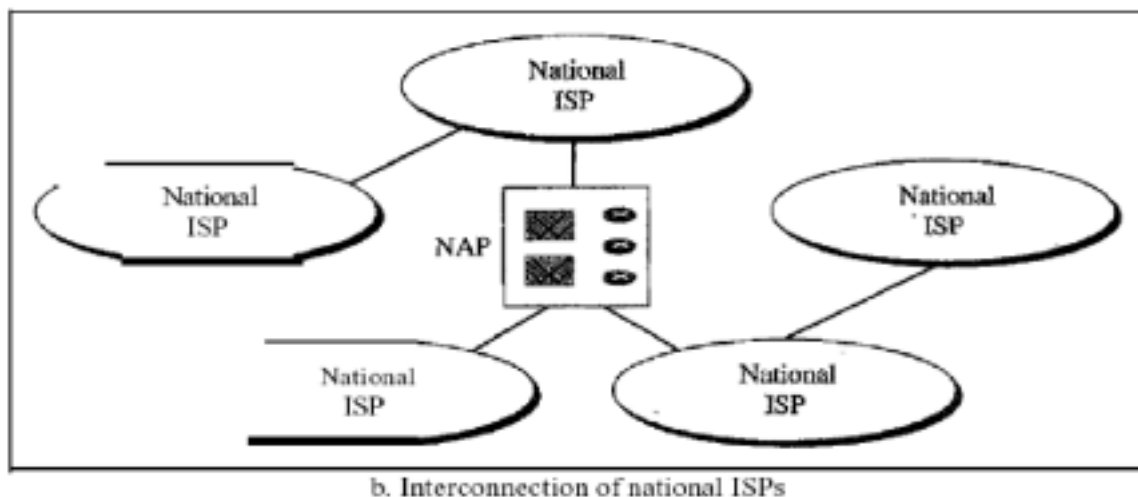 National
ISP
National
ISP
National
ISP
NAP
National
ISP
National
ISP
b. Interconnection of national ISPs